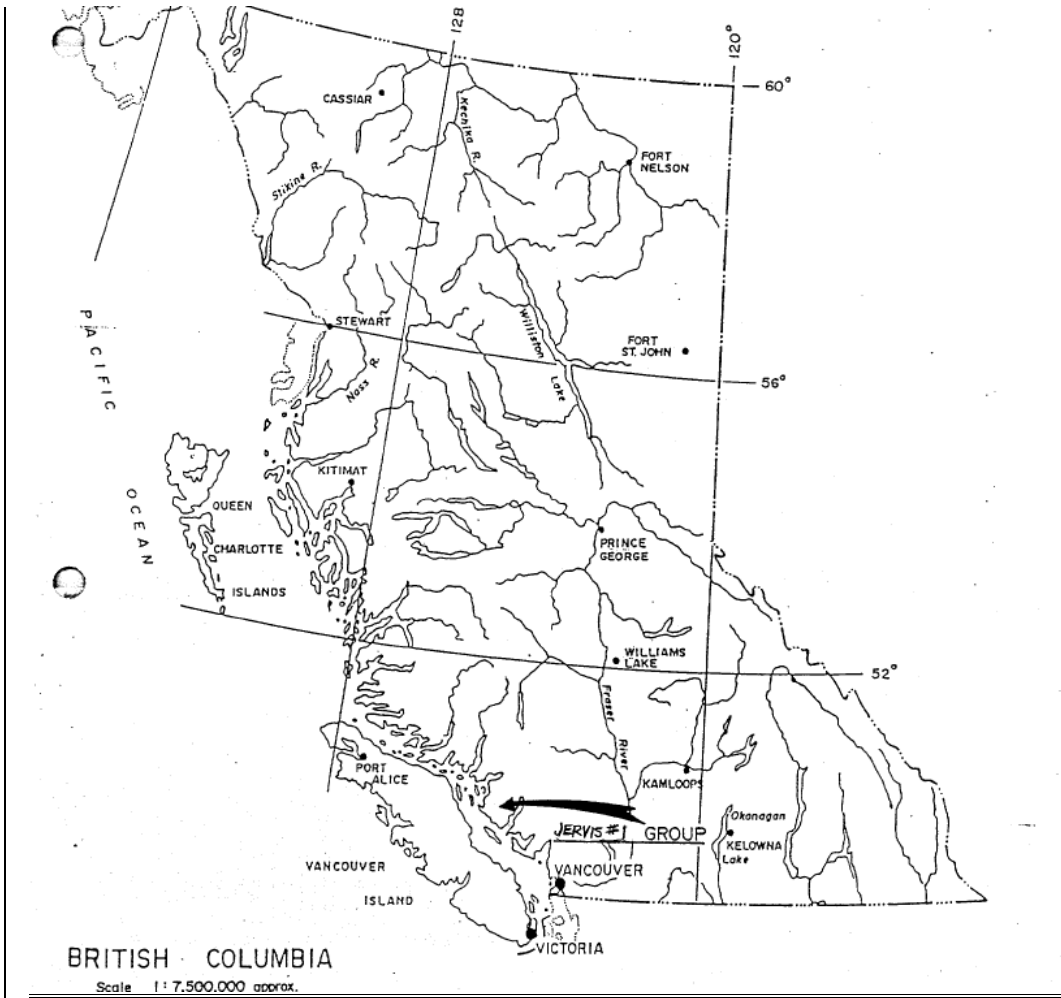 128
120°
60°
CASSIAR
Kechika R.
FORT
NELSON
Stikine R.
PACIFIC
STEWART
Williston
Lake
FORT
ST. JOHN
56°
Nass R.
KITIMAT
OCEAN
QUEEN
CHARLOTTE
ISLANDS
PRINCE
GEORGE
WILLIAMS
LAKE
52°
Fraser
River
PORT
ALICE
KAMLOOPS
JERVIS #1 GROUP
Okanagan
KELOWNA
Lake
VANCOUVER
VANCOUVER
ISLAND
VICTORIA
BRITISH COLUMBIA
Scale 1:7,500,000 approx.